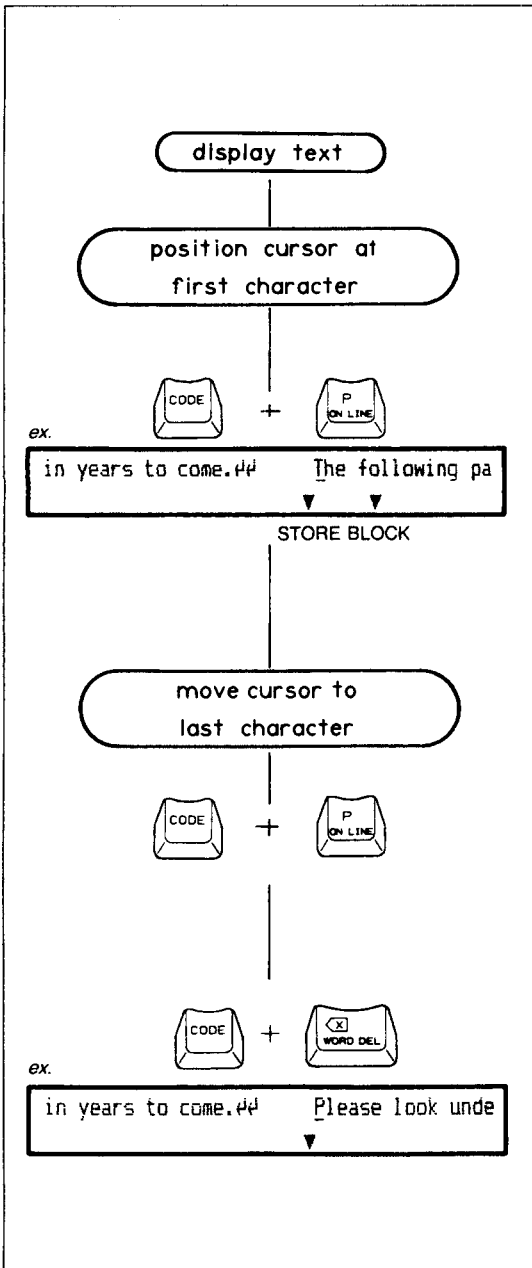 display text
position cursor at
first character
CODE + P
ON LINE
ex.
in years to come.↵↵ The following pa
▼ ▼
STORE BLOCK
move cursor to
last character
CODE + P
ON LINE
CODE + ⌫
WORD DEL
ex.
in years to come.↵↵ Please look unde
▼